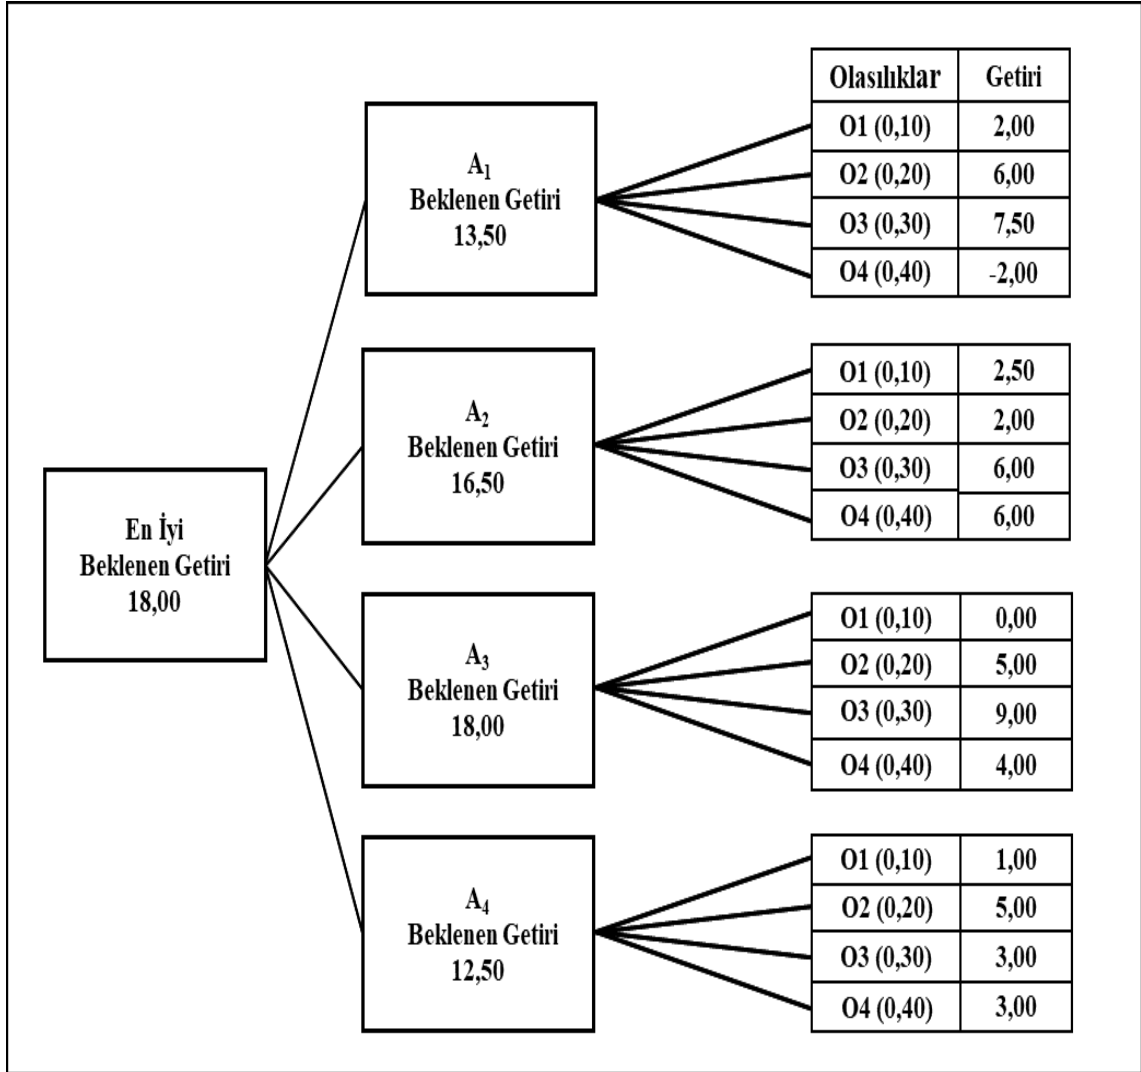 En İyi
Beklenen Getiri
18,00
A₁
Beklenen Getiri
13,50
Olasılıklar Getiri
O1 (0,10) 2,00
O2 (0,20) 6,00
O3 (0,30) 7,50
O4 (0,40) -2,00
A₂
Beklenen Getiri
16,50
O1 (0,10) 2,50
O2 (0,20) 2,00
O3 (0,30) 6,00
O4 (0,40) 6,00
A₃
Beklenen Getiri
18,00
O1 (0,10) 0,00
O2 (0,20) 5,00
O3 (0,30) 9,00
O4 (0,40) 4,00
A₄
Beklenen Getiri
12,50
O1 (0,10) 1,00
O2 (0,20) 5,00
O3 (0,30) 3,00
O4 (0,40) 3,00